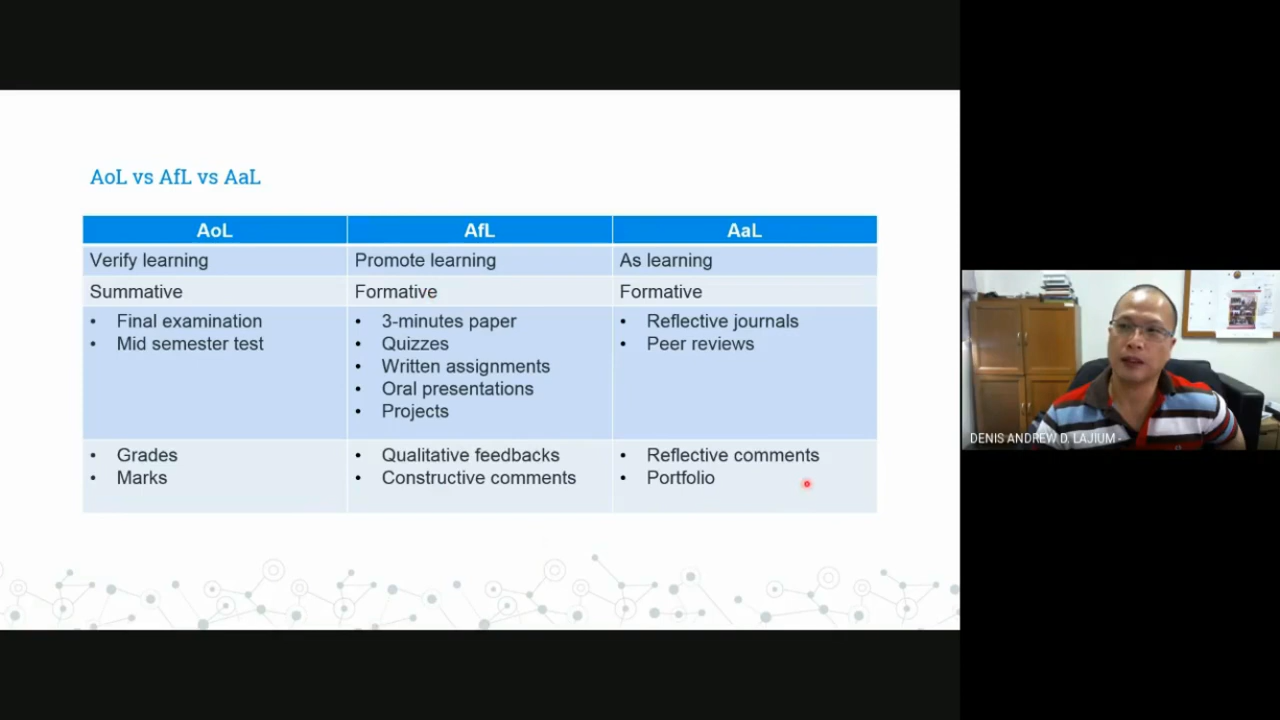 AoL vs AfL vs AaL
AoL AfL AaL
Verify learning Promote learning As learning
Summative Formative Formative
• Final examination
• Mid semester test
• 3-minutes paper
• Quizzes
• Written assignments
• Oral presentations
• Projects
• Reflective journals
• Peer reviews
• Grades
• Marks
• Qualitative feedbacks
• Constructive comments
• Reflective comments
• Portfolio
DENIS ANDREW D. LAJIUM -